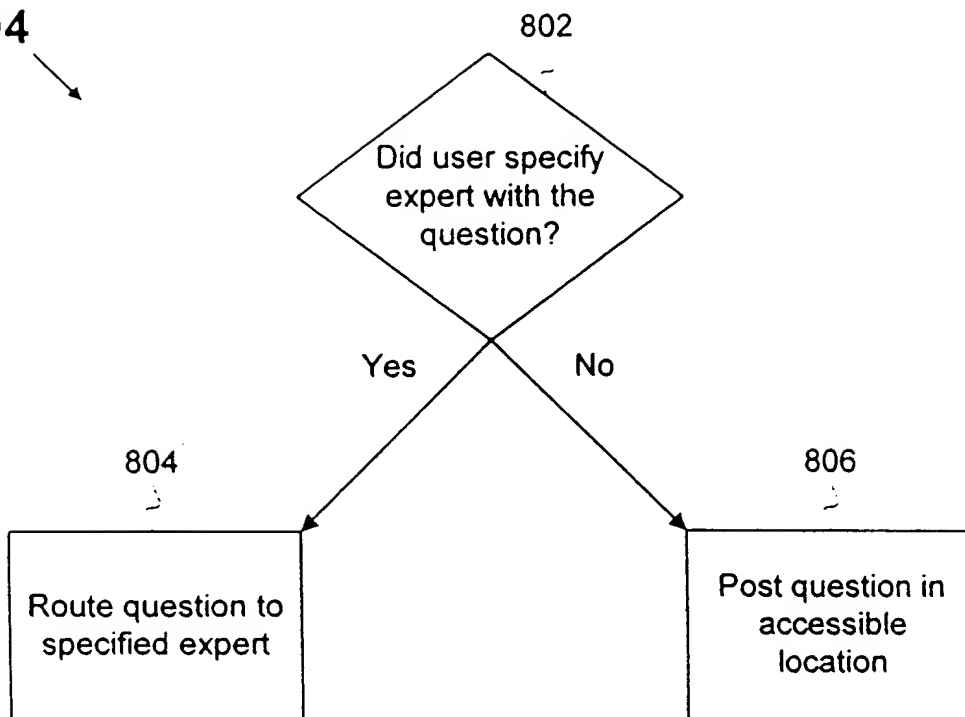 4
802
Did user specify
expert with the
question?
Yes
No
804
806
Route question to
specified expert
Post question in
accessible
location